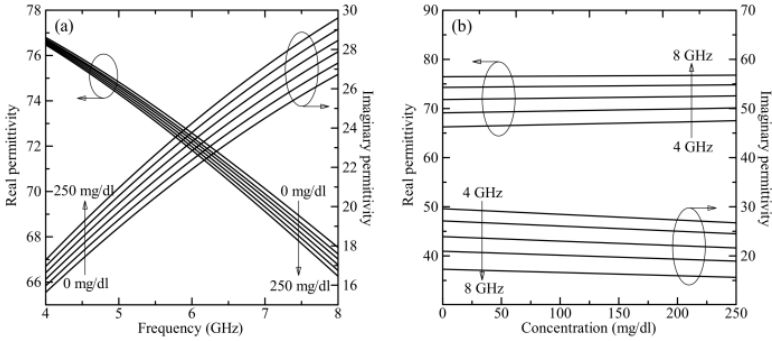 (a)
78
76
74
72
70
68
66
Real permittivity
4
5
6
7
8
Frequency (GHz)
30
28
26
24
22
20
18
16
Imaginary permittivity
250 mg/dl
0 mg/dl
0 mg/dl
250 mg/dl
(b)
90
80
70
60
50
40
Real permittivity
0
50
100
150
200
250
Concentration (mg/dl)
70
60
50
40
30
20
10
Imaginary permittivity
8 GHz
4 GHz
4 GHz
8 GHz